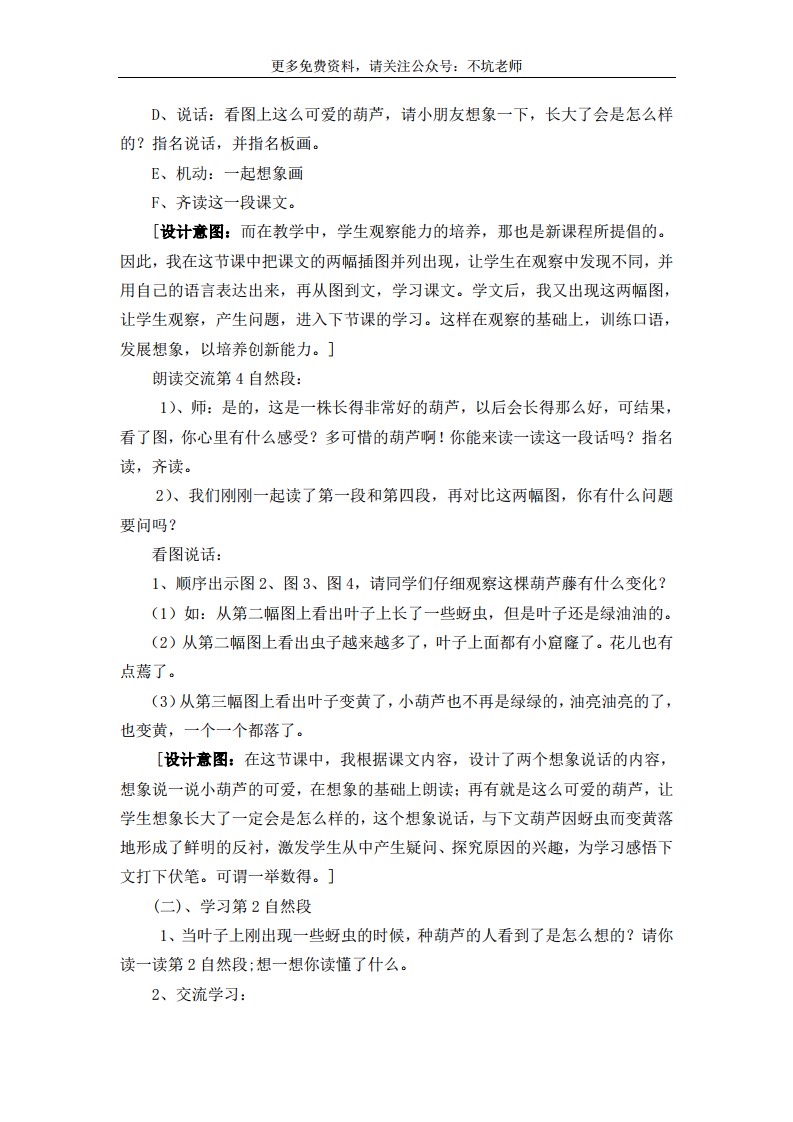 更多免费资料，请关注公众号：不坑老师
D、说话：看图上这么可爱的葫芦，请小朋友想象一下，长大了会是怎么样
的？指名说话，并指名板画。
E、机动：一起想象画
F、齐读这一段课文。
[设计意图：而在教学中，学生观察能力的培养，那也是新课程所提倡的。
因此，我在这节课中把课文的两幅插图并列出现，让学生在观察中发现不同，并
用自己的语言表达出来，再从图到文，学习课文。学文后，我又出现这两幅图，
让学生观察，产生问题，进入下节课的学习。这样在观察的基础上，训练口语，
发展想象，以培养创新能力。]
朗读交流第 4 自然段：
1）、师：是的，这是一株长得非常好的葫芦，以后会长得那么好，可结果，
看了图，你心里有什么感受？多可惜的葫芦啊！你能来读一读这一段话吗？指名
读，齐读。
2）、我们刚刚一起读了第一段和第四段，再对比这两幅图，你有什么问题
要问吗？
看图说话：
1、顺序出示图 2、图 3、图 4，请同学们仔细观察这棵葫芦藤有什么变化？
（1）如：从第二幅图上看出叶子上长了一些蚜虫，但是叶子还是绿油油的。
（2）从第二幅图上看出虫子越来越多了，叶子上面都有小窟窿了。花儿也有
点蔫了。
（3）从第三幅图上看出叶子变黄了，小葫芦也不再是绿绿的，油亮油亮的了，
也变黄，一个一个都落了。
[设计意图：在这节课中，我根据课文内容，设计了两个想象说话的内容，
想象说一说小葫芦的可爱，在想象的基础上朗读；再有就是这么可爱的葫芦，让
学生想象长大了一定会是怎么样的，这个想象说话，与下文葫芦因蚜虫而变黄落
地形成了鲜明的反衬，激发学生从中产生疑问、探究原因的兴趣，为学习感悟下
文打下伏笔。可谓一举数得。]
(二)、学习第 2 自然段
1、当叶子上刚出现一些蚜虫的时候，种葫芦的人看到了是怎么想的？请你
读一读第 2 自然段;想一想你读懂了什么。
2、交流学习：